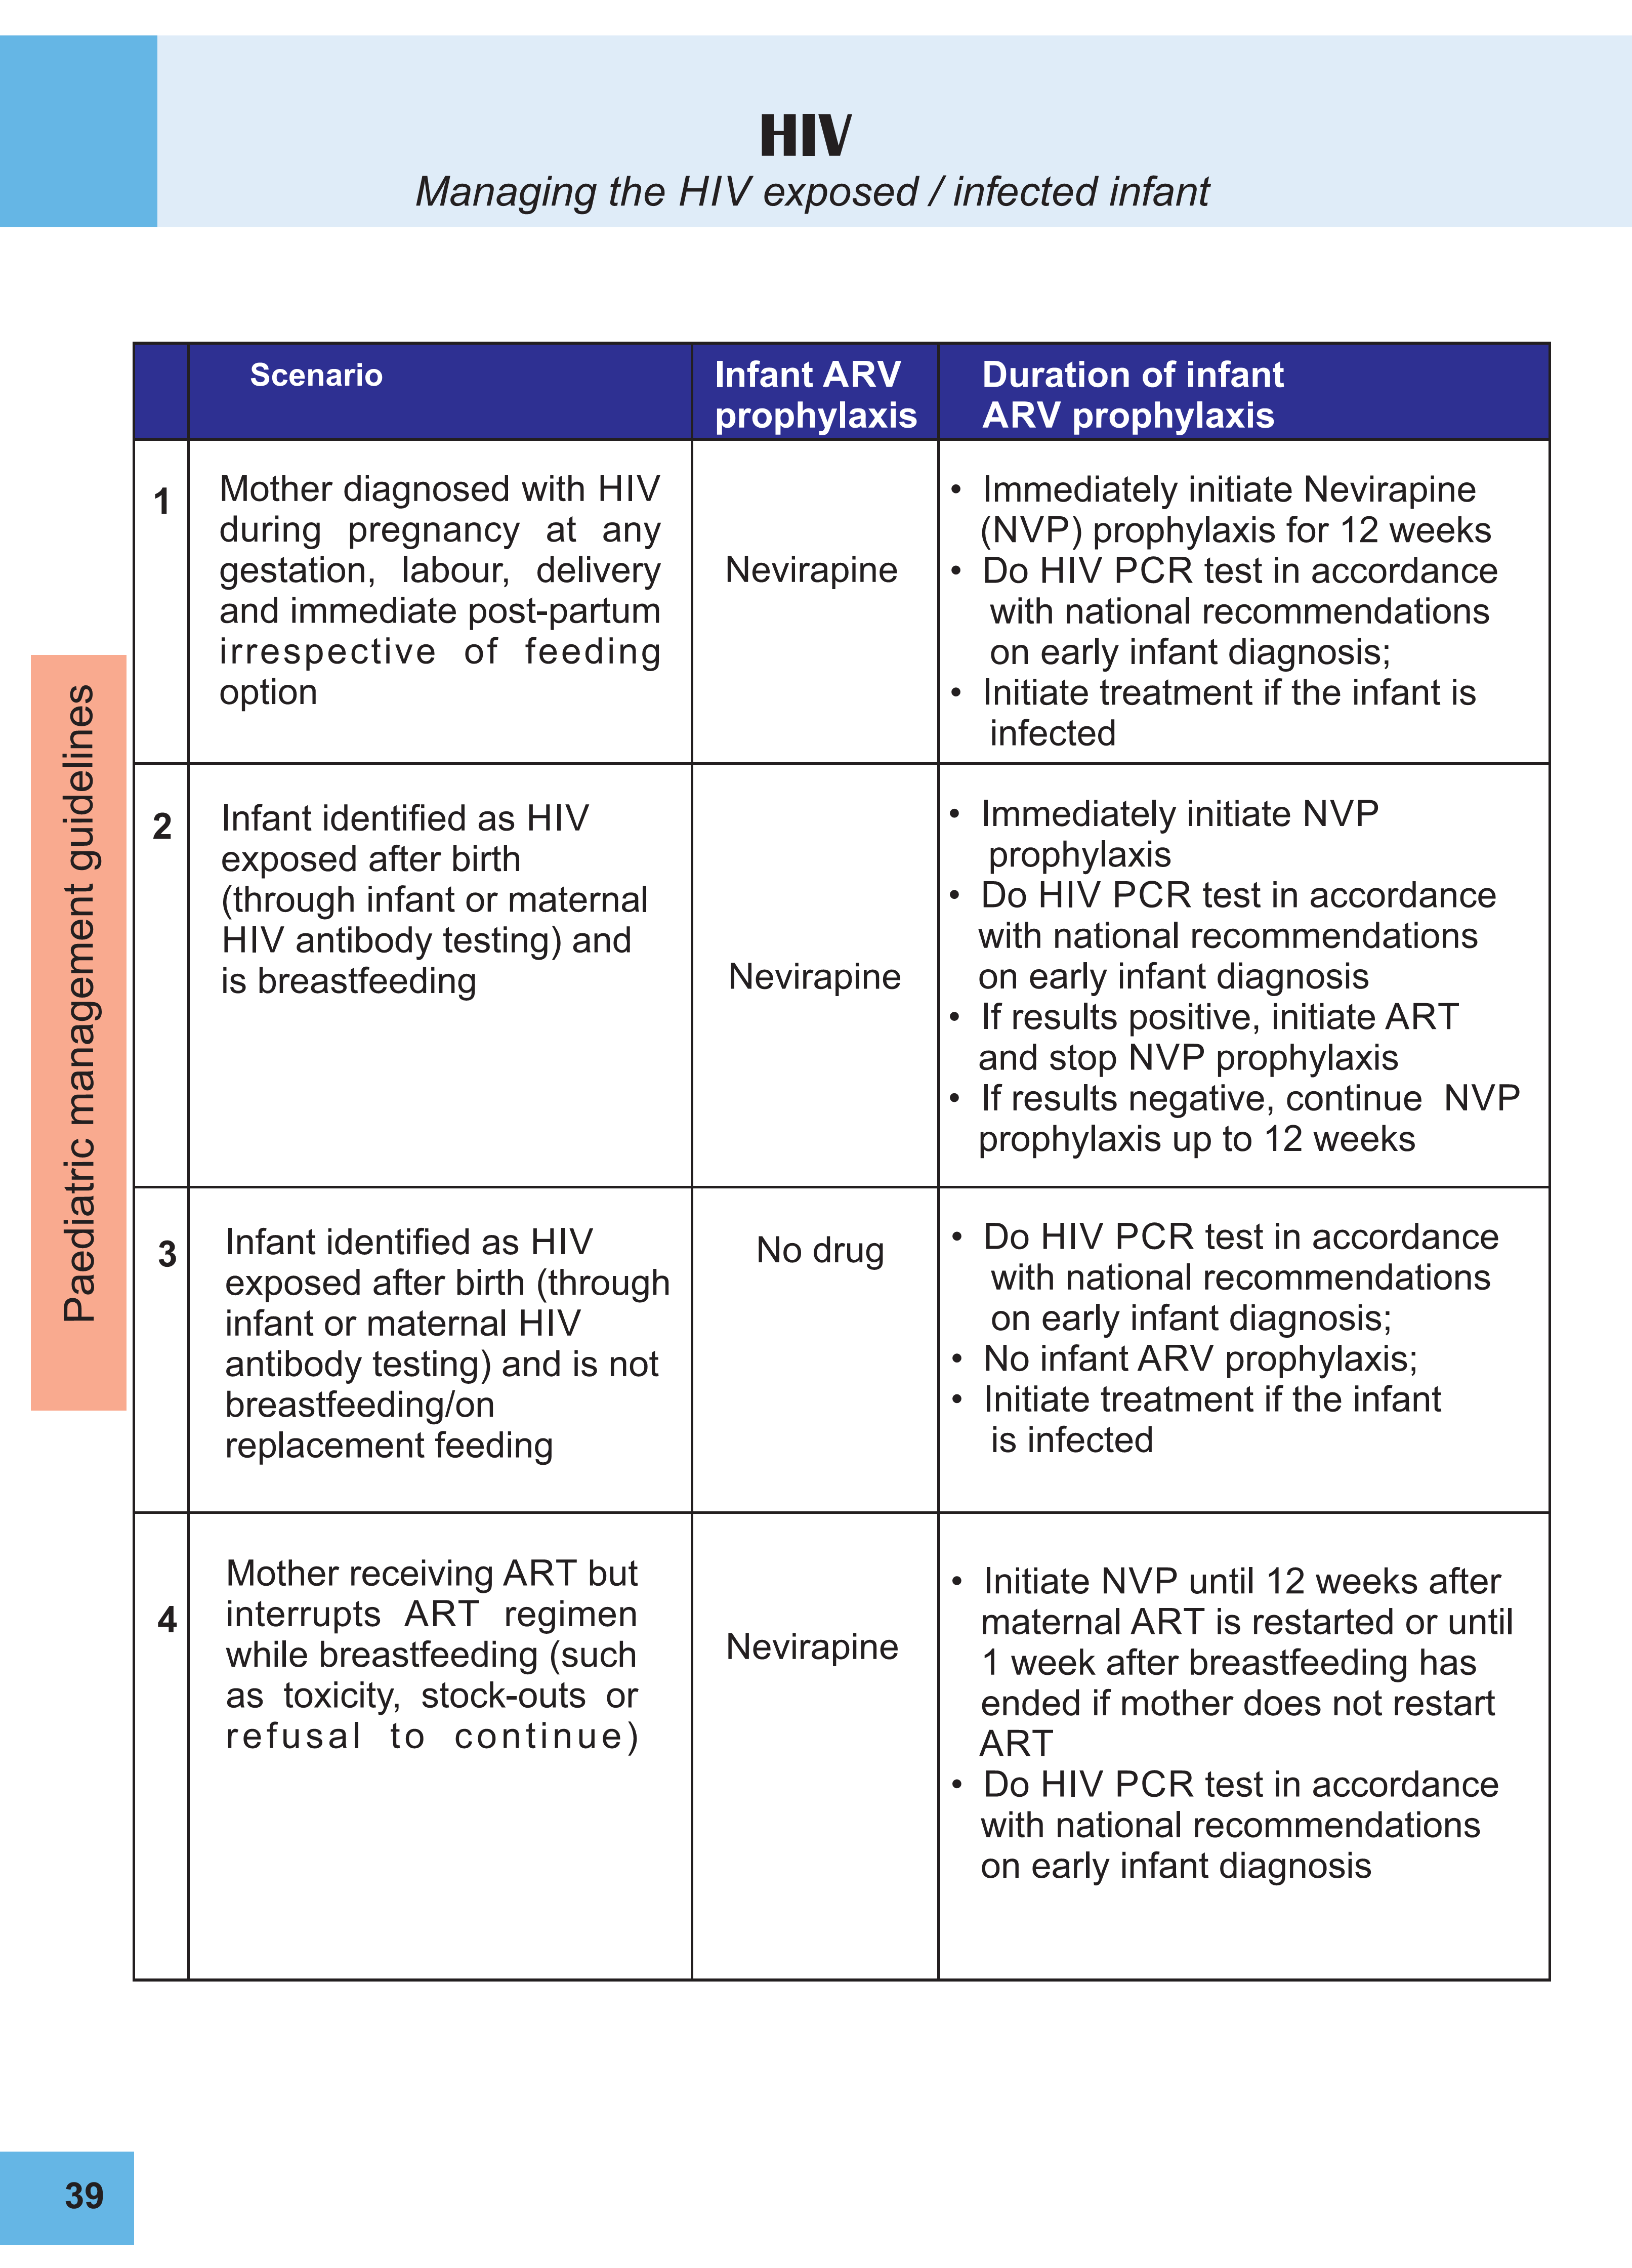 HIV
Managing the HIV exposed / infected infant
Scenario
Infant ARV
prophylaxis
Duration of infant
ARV prophylaxis
1
Mother diagnosed with HIV
during pregnancy at any
gestation, labour, delivery
and immediate post-partum
irrespective of feeding
option
Nevirapine
• Immediately initiate Nevirapine
(NVP) prophylaxis for 12 weeks
• Do HIV PCR test in accordance
with national recommendations
on early infant diagnosis;
• Initiate treatment if the infant is
infected
2
Infant identified as HIV
exposed after birth
(through infant or maternal
HIV antibody testing) and
is breastfeeding
Nevirapine
• Immediately initiate NVP
prophylaxis
• Do HIV PCR test in accordance
with national recommendations
on early infant diagnosis
• If results positive, initiate ART
and stop NVP prophylaxis
• If results negative, continue NVP
prophylaxis up to 12 weeks
3
Infant identified as HIV
exposed after birth (through
infant or maternal HIV
antibody testing) and is not
breastfeeding/on
replacement feeding
No drug
• Do HIV PCR test in accordance
with national recommendations
on early infant diagnosis;
• No infant ARV prophylaxis;
• Initiate treatment if the infant
is infected
4
Mother receiving ART but
interrupts ART regimen
while breastfeeding (such
as toxicity, stock-outs or
refusal to continue)
Nevirapine
• Initiate NVP until 12 weeks after
maternal ART is restarted or until
1 week after breastfeeding has
ended if mother does not restart
ART
• Do HIV PCR test in accordance
with national recommendations
on early infant diagnosis
Paediatric management guidelines
39